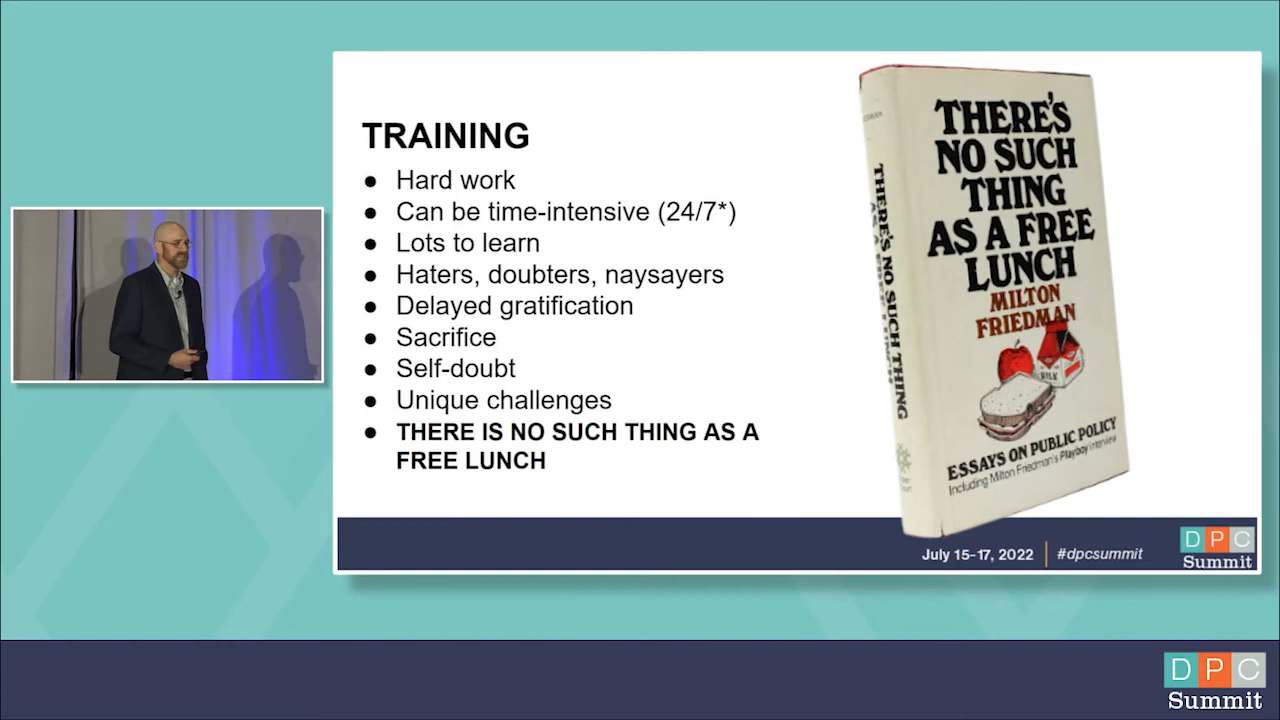 TRAINING
● Hard work
● Can be time-intensive (24/7*)
● Lots to learn
● Haters, doubters, naysayers
● Delayed gratification
● Sacrifice
● Self-doubt
● Unique challenges
● THERE IS NO SUCH THING AS A
FREE LUNCH
THERE'S NO SUCH THING
THERE'S
NO SUCH
THING
AS A FREE
LUNCH
MILTON
FRIEDMAN
MILK
ESSAYS ON PUBLIC POLICY
Including Milton Friedman's Playboy interview
July 15-17, 2022
#dpcsummit
DPC
Summit
DPC
Summit